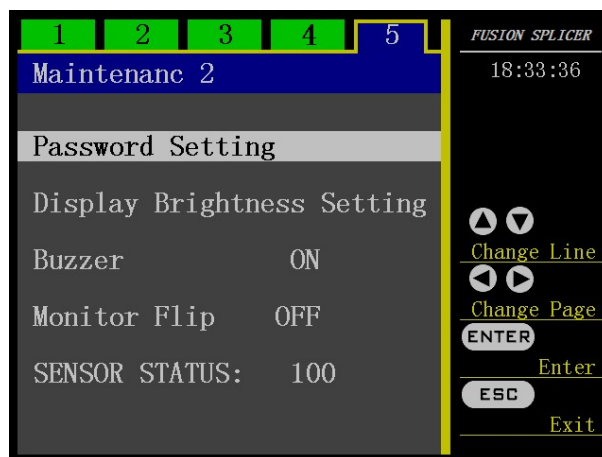 1 2 3 4 5
Maintenanc 2
Password Setting
Display Brightness Setting
Buzzer ON
Monitor Flip OFF
SENSOR STATUS: 100
FUSION SPLICER
18:33:36
Change Line
Change Page
ENTER
Enter
ESC
Exit